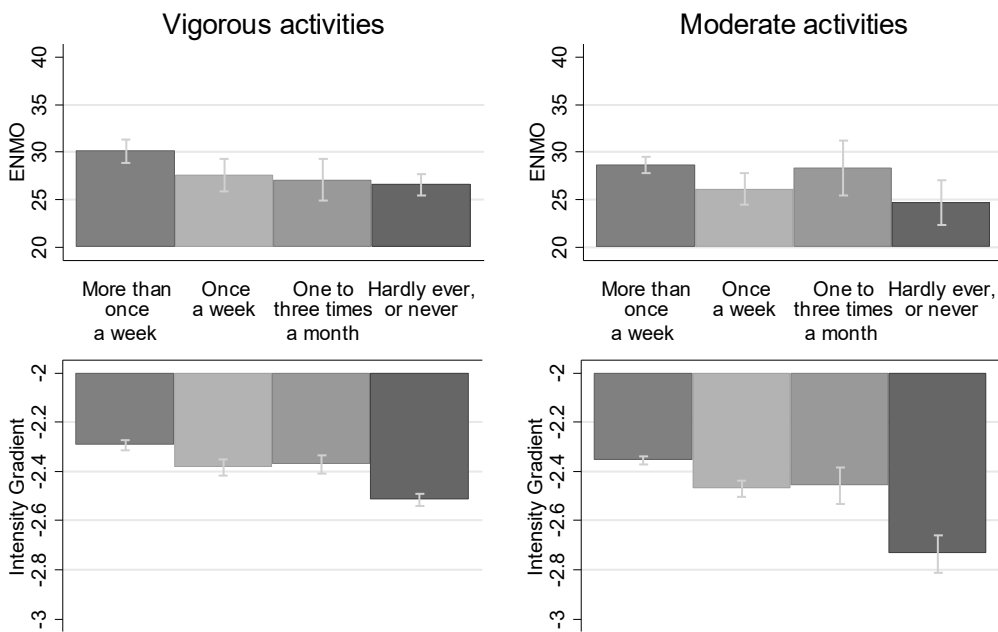 Vigorous activities
ENMO
40
35
30
25
20
More than
once
a week
Once
a week
One to
three times
a month
Hardly ever,
or never
Intensity Gradient
-2
-2.2
-2.4
-2.6
-2.8
-3
Moderate activities
ENMO
40
35
30
25
20
More than
once
a week
Once
a week
One to
three times
a month
Hardly ever,
or never
Intensity Gradient
-2
-2.2
-2.4
-2.6
-2.8
-3